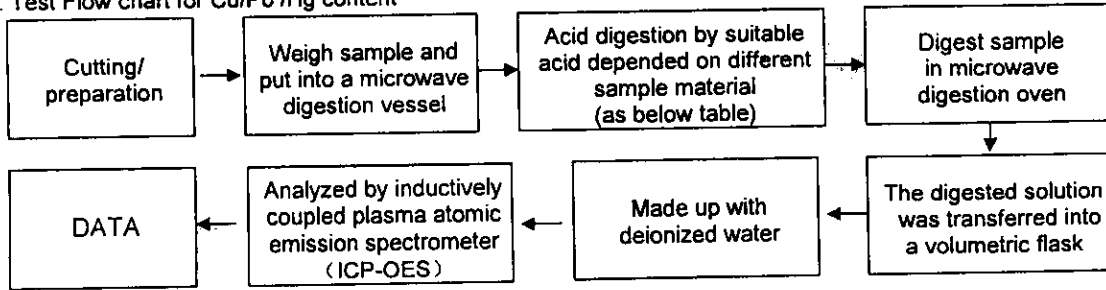 Test Flow chart for Cd/Pb/Hg content
Cutting/
preparation
Weigh sample and
put into a microwave
digestion vessel
Acid digestion by suitable
acid depended on different
sample material
(as below table)
Digest sample
in microwave
digestion oven
The digested solution
was transferred into
a volumetric flask
Made up with
deionized water
Analyzed by inductively
coupled plasma atomic
emission spectrometer
（ICP-OES）
DATA